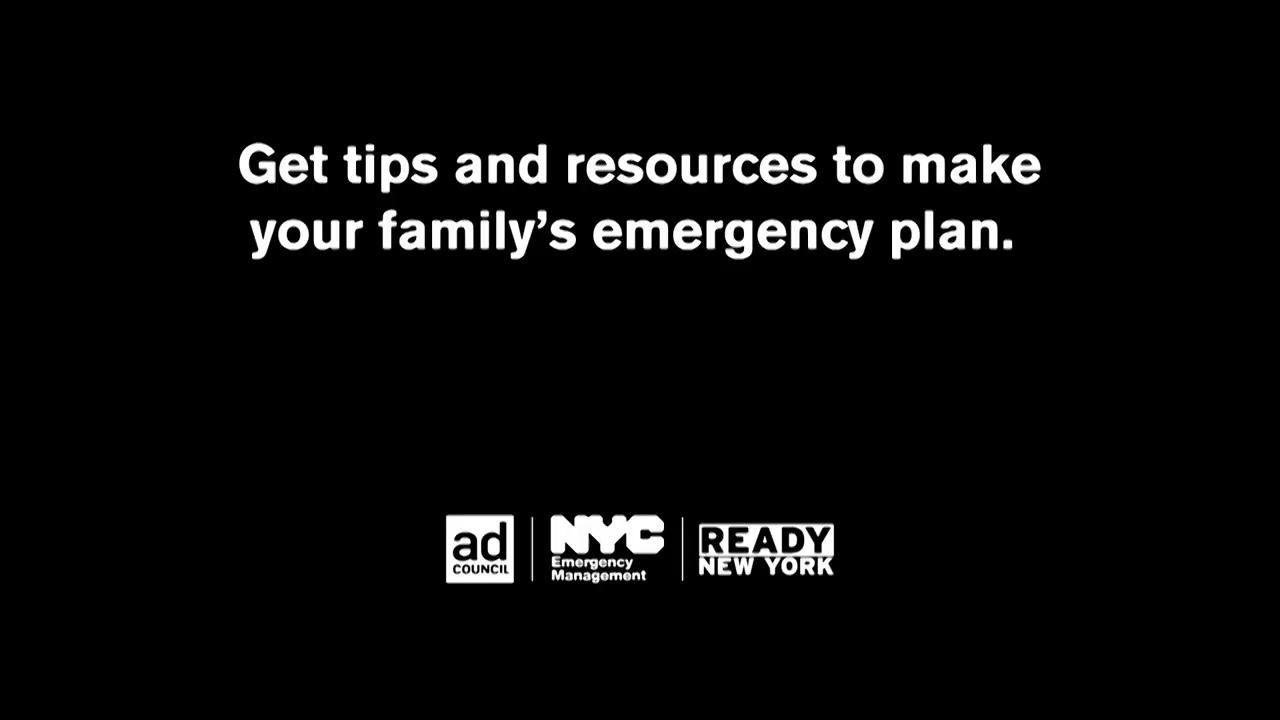 Get tips and resources to make
your family’s emergency plan.
ad
COUNCIL
NYC
Emergency
Management
READY
NEW YORK